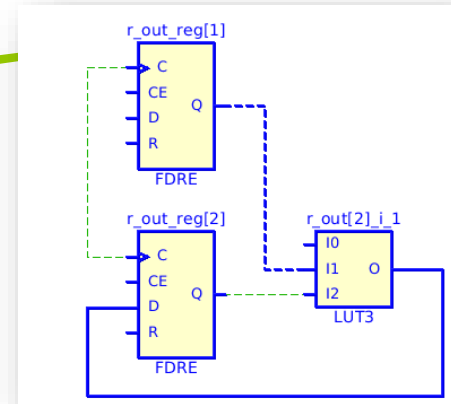 r_out_reg[1]
C
CE
D
R
Q
FDRE
r_out_reg[2]
C
CE
D
R
Q
FDRE
r_out[2]_i_1
I0
I1
I2
O
LUT3